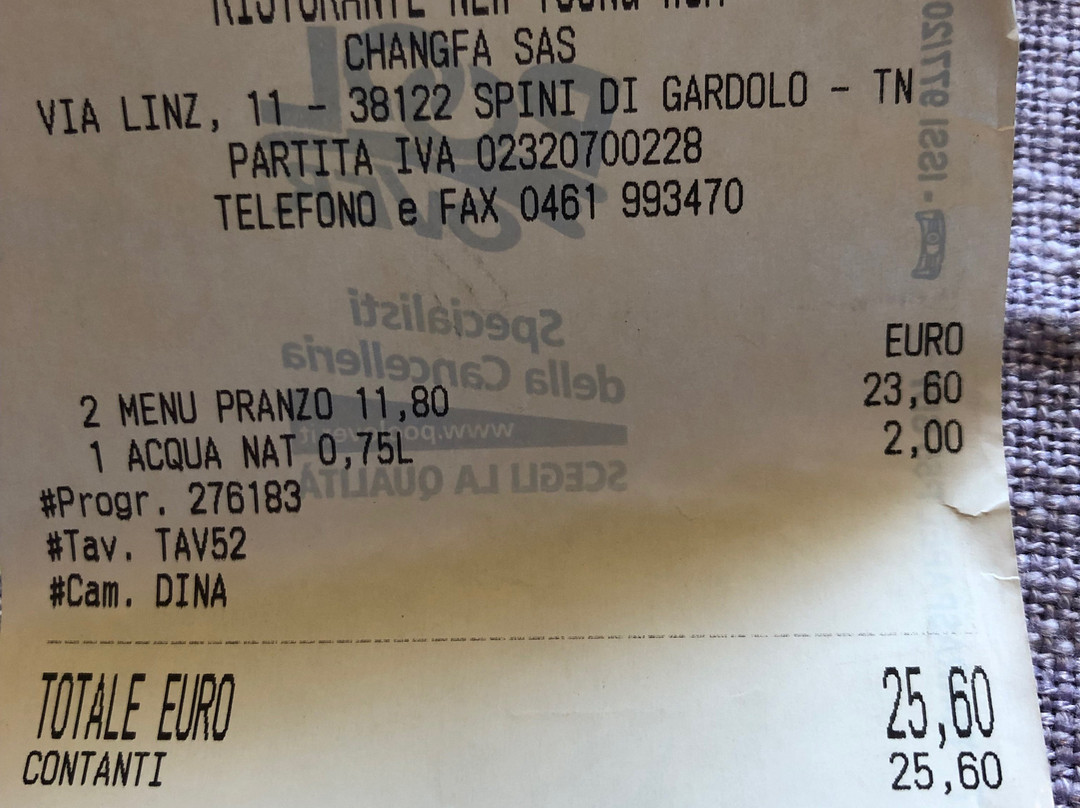 RISTORANTE NEW
CHANGFA SAS
VIA LINZ, 11 - 38122 SPINI DI GARDOLO - TN
PARTITA IVA 02320700228
TELEFONO e FAX 0461 993470
Specialisti
della Cancelleria
SCEGLI LA QUALITÀ
EURO
2 MENU PRANZO 11,80 23,60
1 ACQUA NAT 0,75L 2,00
#Progr. 276183
#Tav. TAV52
#Cam. DINA
TOTALE EURO 25,60
CONTANTI 25,60